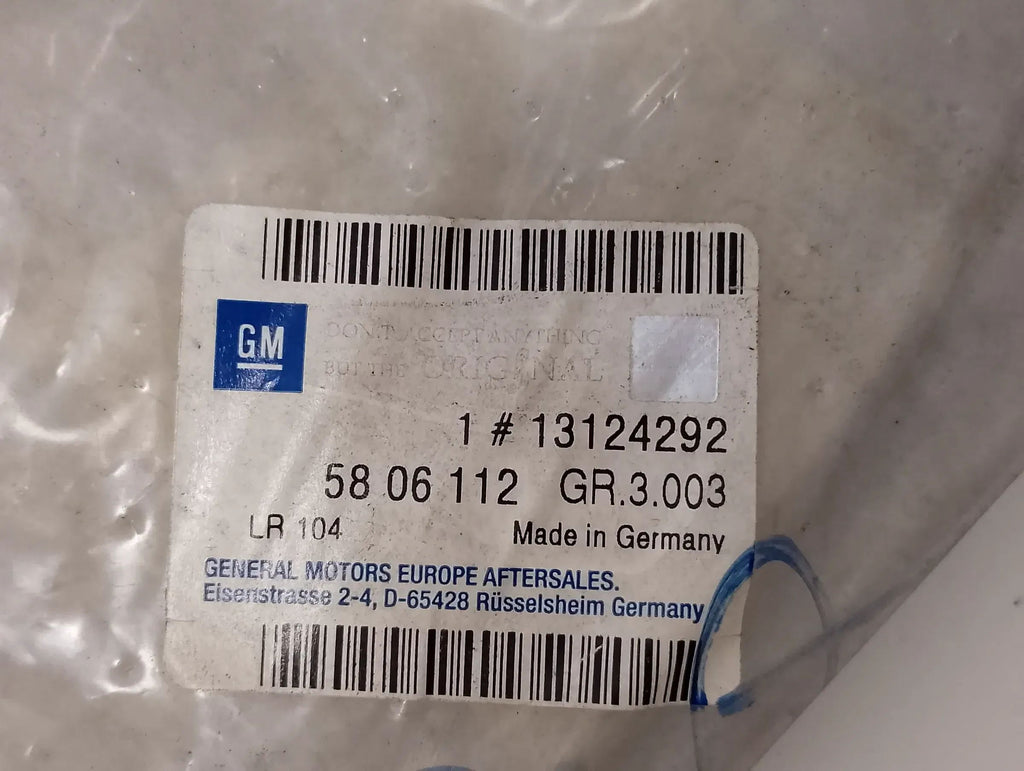 GM
DON'T ACCEPT ANYTHING
BUT THE ORIGINAL
1 # 13124292
58 06 112 GR.3.003
LR 104 Made in Germany
GENERAL MOTORS EUROPE AFTERSALES.
Eisenstrasse 2-4, D-65428 Rüsselsheim Germany